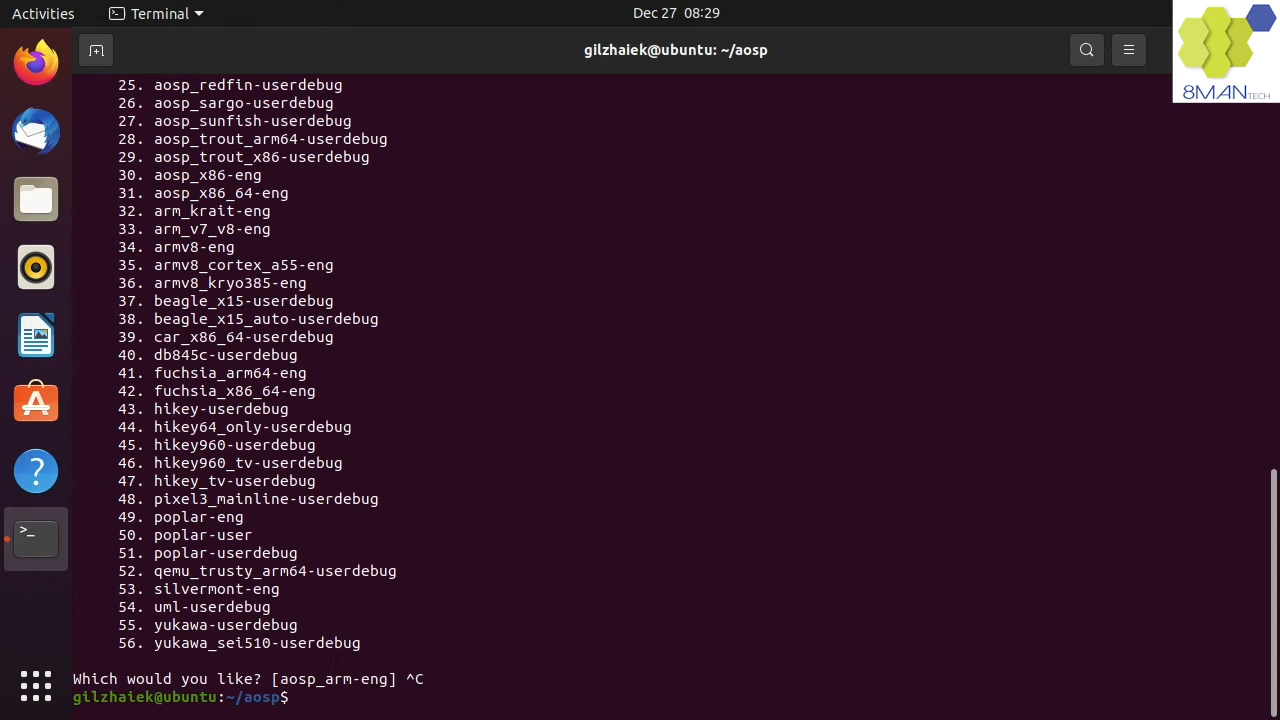 Activities Terminal Dec 27 08:29
gilzhaiek@ubuntu: ~/aosp
8MANTECH
25. aosp_redfin-userdebug
26. aosp_sargo-userdebug
27. aosp_sunfish-userdebug
28. aosp_trout_arm64-userdebug
29. aosp_trout_x86-userdebug
30. aosp_x86-eng
31. aosp_x86_64-eng
32. arm_krait-eng
33. arm_v7_v8-eng
34. armv8-eng
35. armv8_cortex_a55-eng
36. armv8_kryo385-eng
37. beagle_x15-userdebug
38. beagle_x15_auto-userdebug
39. car_x86_64-userdebug
40. db845c-userdebug
41. fuchsia_arm64-eng
42. fuchsia_x86_64-eng
43. hikey-userdebug
44. hikey64_only-userdebug
45. hikey960-userdebug
46. hikey960_tv-userdebug
47. hikey_tv-userdebug
48. pixel3_mainline-userdebug
49. poplar-eng
50. poplar-user
51. poplar-userdebug
52. qemu_trusty_arm64-userdebug
53. silvermont-eng
54. uml-userdebug
55. yukawa-userdebug
56. yukawa_sei510-userdebug
Which would you like? [aosp_arm-eng] ^C
gilzhaiek@ubuntu:~/aosp$